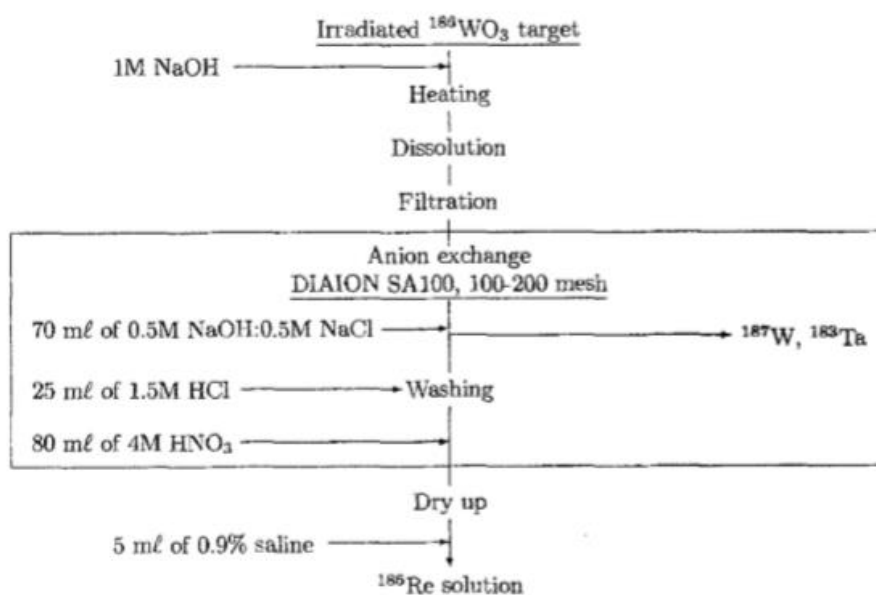 Irradiated ¹⁸⁶WO₃ target
1M NaOH
Heating
Dissolution
Filtration
Anion exchange
DIAION SA100, 100-200 mesh
70 mℓ of 0.5M NaOH:0.5M NaCl
¹⁸⁷W, ¹⁸³Ta
25 mℓ of 1.5M HCl
Washing
80 mℓ of 4M HNO₃
Dry up
5 mℓ of 0.9% saline
¹⁸⁶Re solution